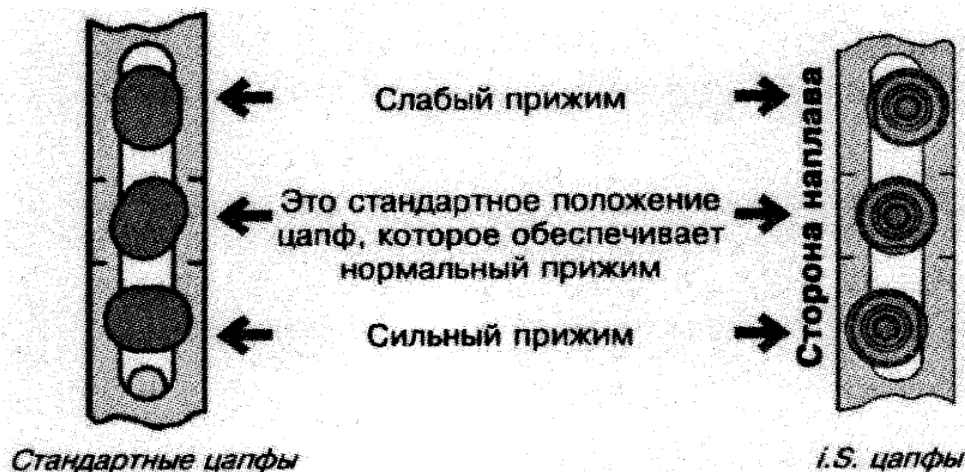 Слабый прижим
Это стандартное положение
цапф, которое обеспечивает
нормальный прижим
Сильный прижим
Сторона наплава
Стандартные цапфы
i.S. цапфы